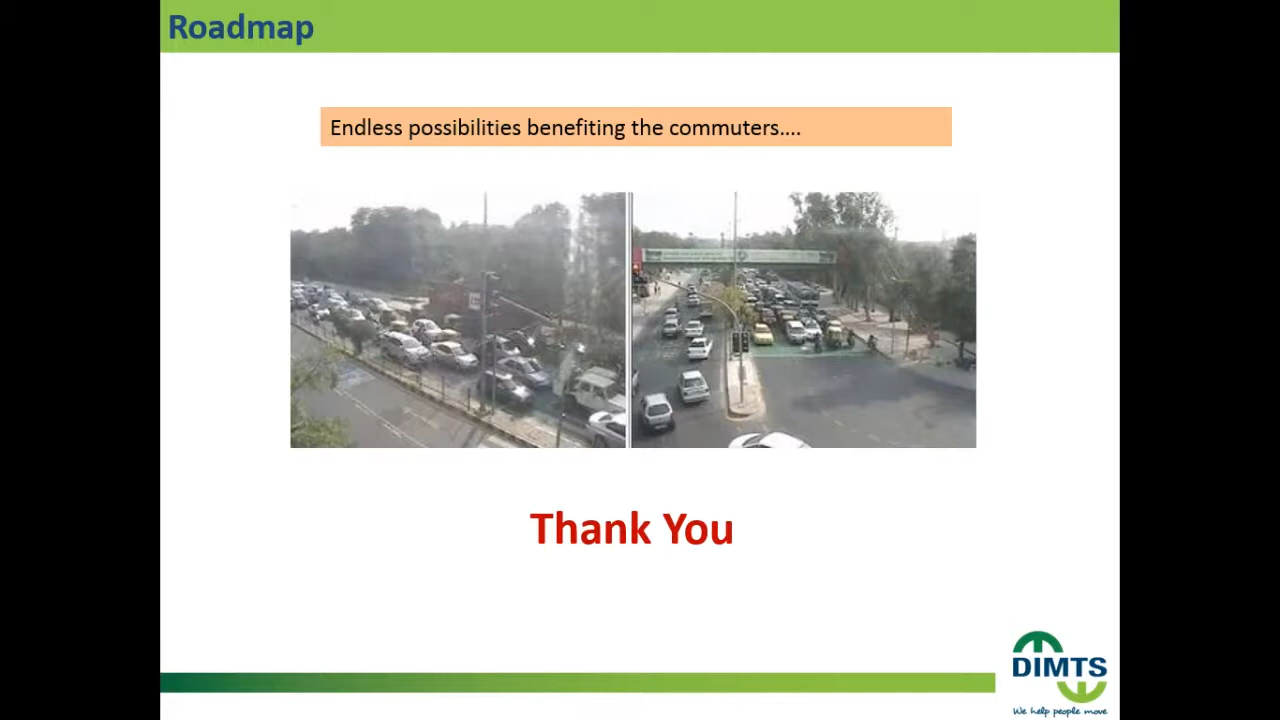 Roadmap
Endless possibilities benefiting the commuters....
Thank You
DIMTS
We help people move